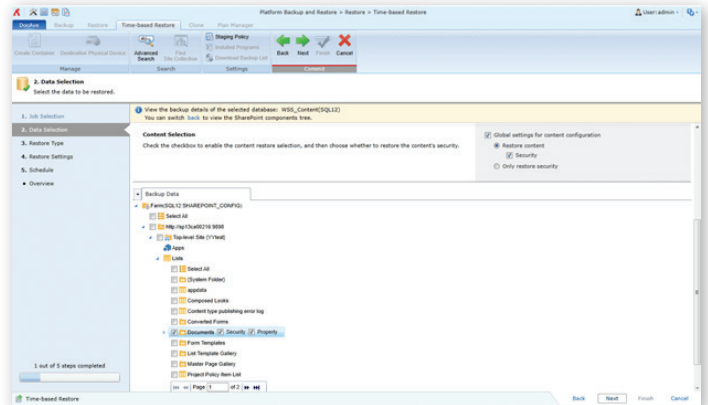 Platform Backup and Restore > Restore > Time-based Restore
User: admin
DocAve Backup Restore Time-based Restore Clone Plan Manager
Create Container Destination Physical Device
Advanced Search
Find Site Collection
Staging Policy
Installed Programs
Download Backup List
Back Next Finish Cancel
Manage Search Settings Commit
2. Data Selection
Select the data to be restored.
1. Job Selection
2. Data Selection
3. Restore Type
4. Restore Settings
5. Schedule
Overview
1 out of 5 steps completed
View the backup details of the selected database: WSS_Content(SQL12)
You can switch back to view the SharePoint components tree.
Content Selection
Check the checkbox to enable the content restore selection, and then choose whether to restore the content's security.
Global settings for content configuration
Restore content
Security
Only restore security
Backup Data
Farm(SQL12:SHAREPOINT_CONFIG)
Select All
http://sp13ca00218:9698
Top-level Site [YYtest]
Apps
Lists
Select All
(System Folder)
appdata
Composed Looks
Content type publishing error log
Converted Forms
Documents Security Property
Form Templates
List Template Gallery
Master Page Gallery
Project Policy Item List
Page 1 of 2
Time-based Restore
Back Next Finish Cancel